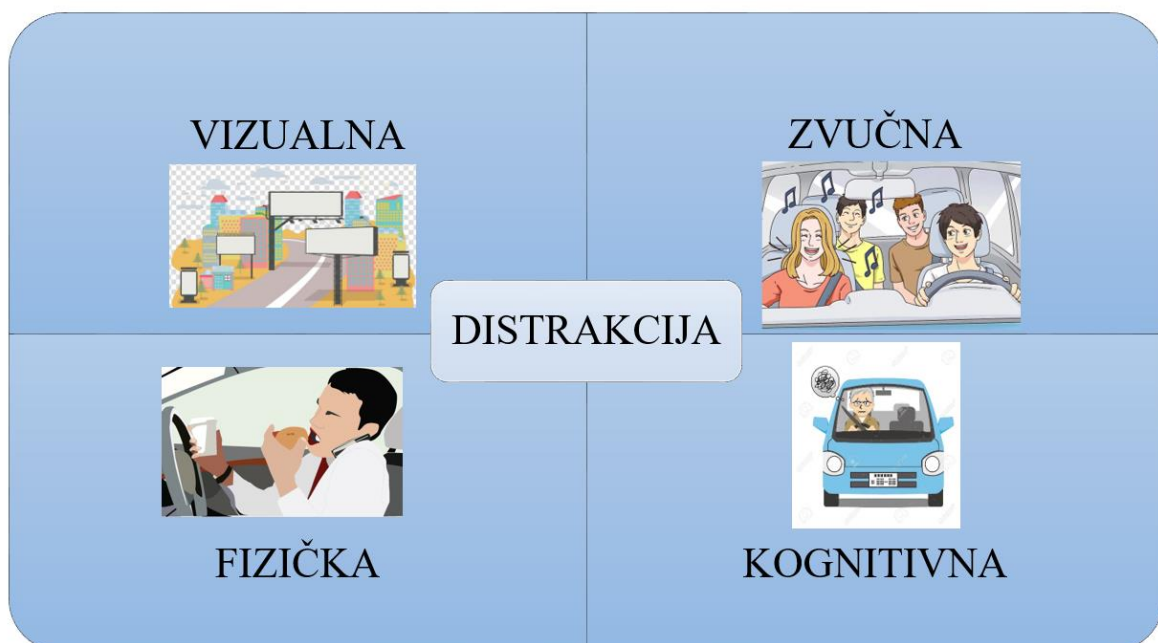 VIZUALNA
ZVUČNA
DISTRAKCIJA
FIZIČKA
KOGNITIVNA